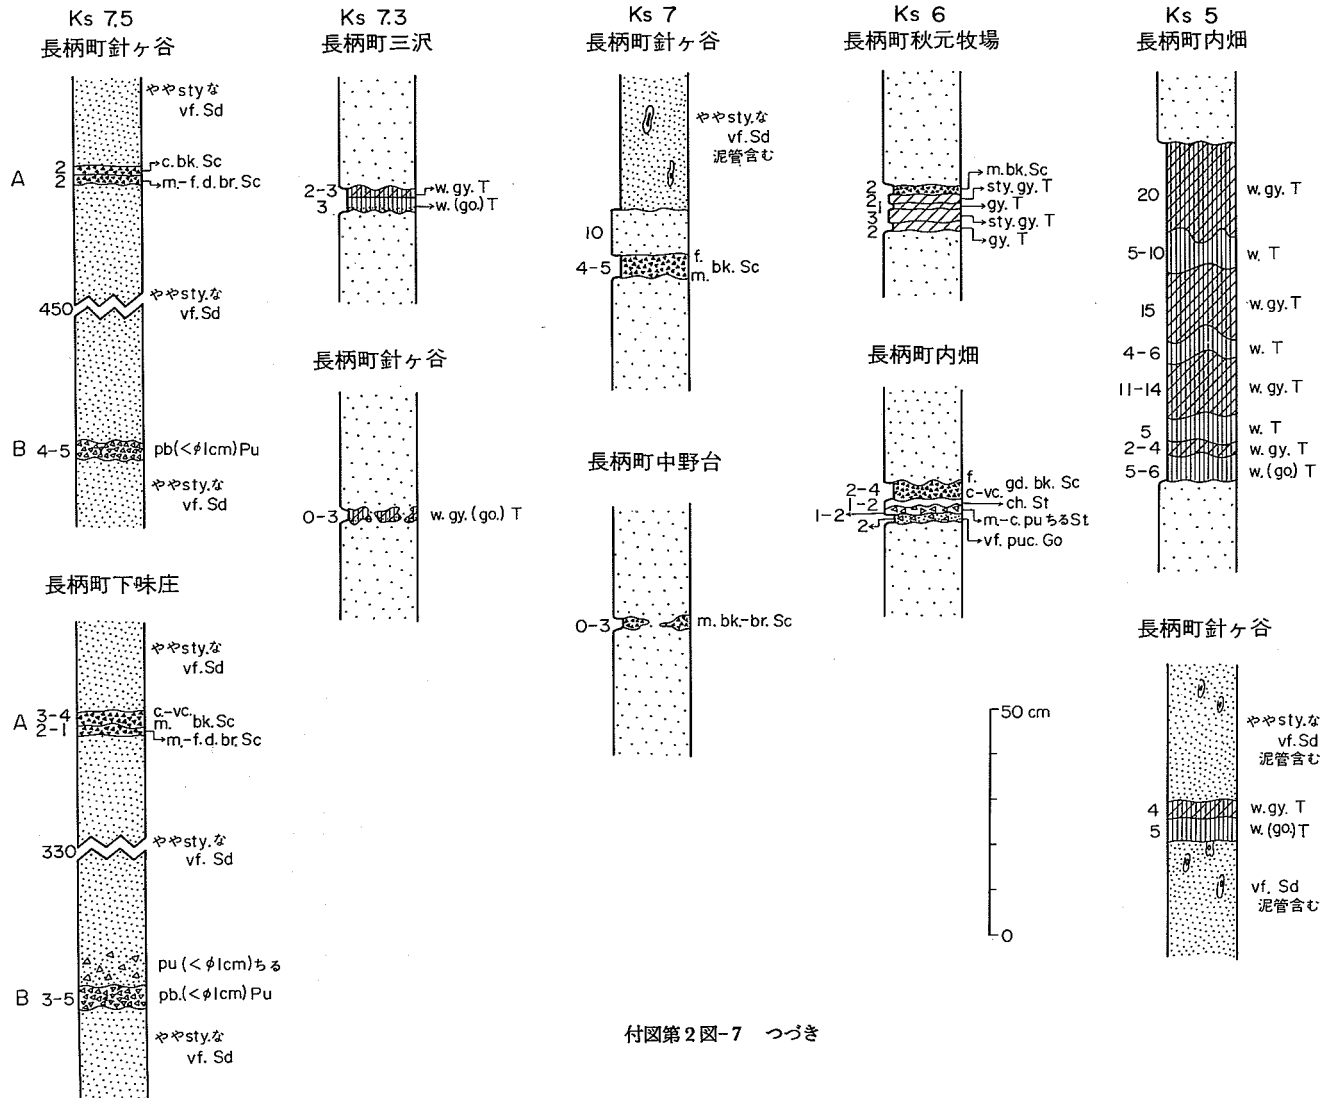 Ks 7.5
長柄町針ヶ谷
ややstyな
vf. Sd
A
2
2
c. bk. Sc
m.-f. d. br. Sc
450
ややsty.な
vf. Sd
B
4-5
pb(<φ1cm)Pu
ややsty.な
vf. Sd
長柄町下味庄
ややsty.な
vf. Sd
A
3-4
2-1
c.-vc.
m.
bk. Sc
m.-f. d. br. Sc
330
ややsty.な
vf. Sd
pu (<φ1cm)ちる
B
3-5
pb.(<φ1cm)Pu
ややsty.な
vf. Sd
Ks 7.3
長柄町三沢
2-3
3
w. gy. T
w. (go.) T
長柄町針ヶ谷
0-3
w. gy. (go.) T
Ks 7
長柄町針ヶ谷
ややsty.な
vf. Sd
泥管含む
10
4-5
f.
m.
bk. Sc
長柄町中野台
0-3
m. bk.-br. Sc
Ks 6
長柄町秋元牧場
2
2
1
3
2
m. bk. Sc
sty. gy. T
gy. T
sty. gy. T
gy. T
長柄町内畑
2-4
1-2
1-2
2
f.
c-vc.
gd. bk. Sc
ch. St
m.-c. pu ちるSt
vf. puc. Go
Ks 5
長柄町内畑
20
w. gy. T
5-10
w. T
15
w. gy. T
4-6
w. T
11-14
w. gy. T
5
w. T
2-4
w. gy. T
5-6
w. (go.) T
長柄町針ヶ谷
ややsty.な
vf. Sd
泥管含む
4
w. gy. T
5
w. (go.) T
vf. Sd
泥管含む
50 cm
0
付図第2図-7 つづき